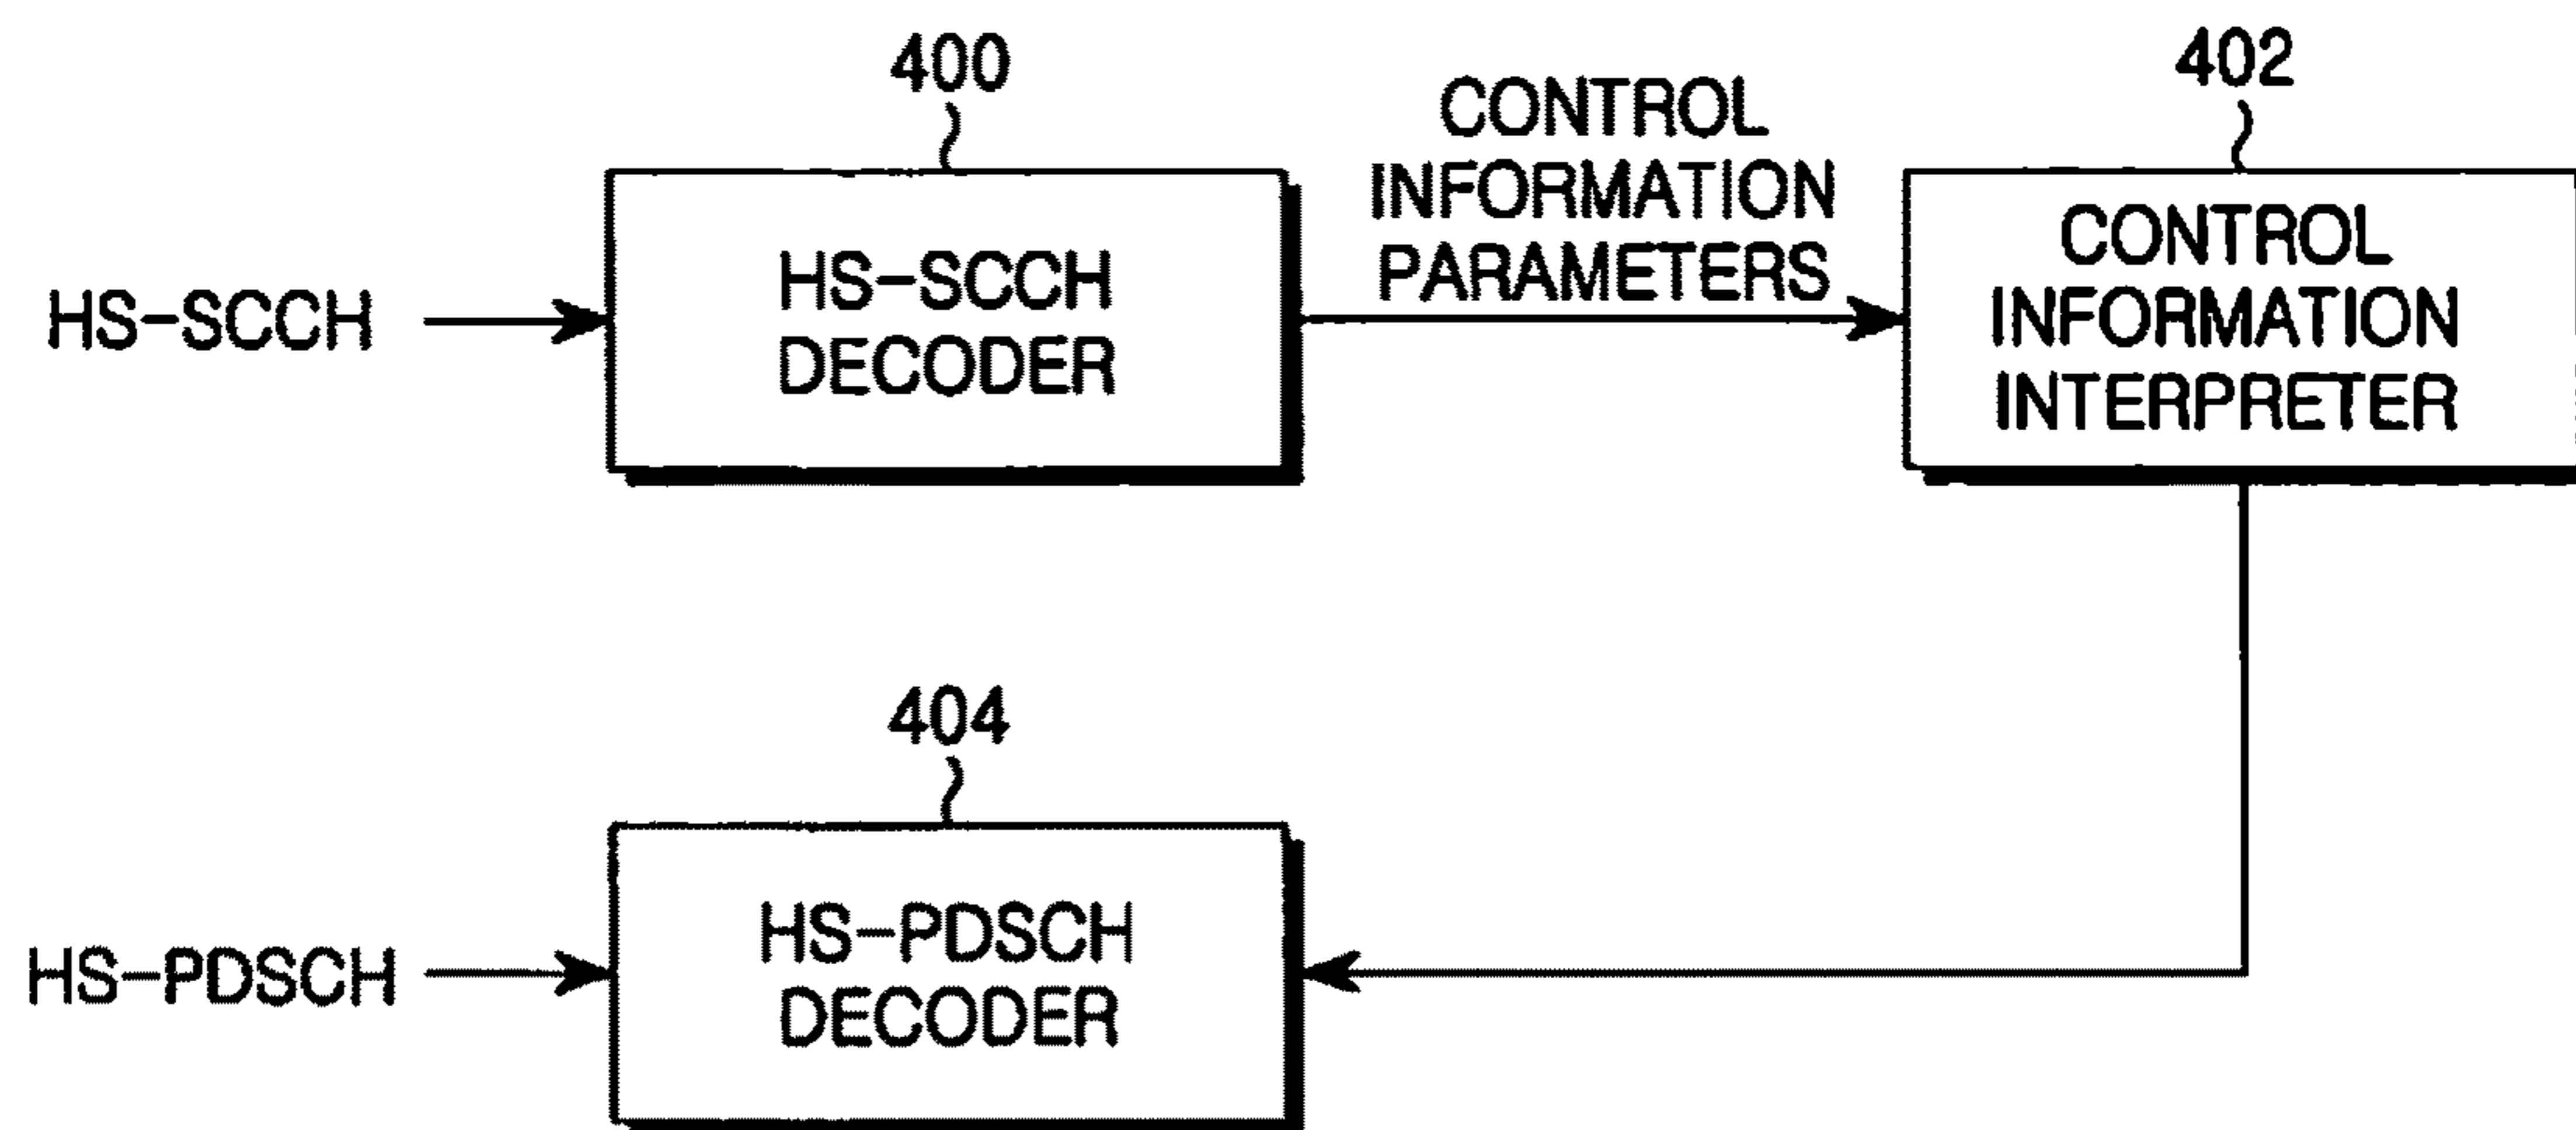 400
402
CONTROL
INFORMATION
PARAMETERS
HS-SCCH
HS-SCCH
DECODER
CONTROL
INFORMATION
INTERPRETER
404
HS-PDSCH
HS-PDSCH
DECODER